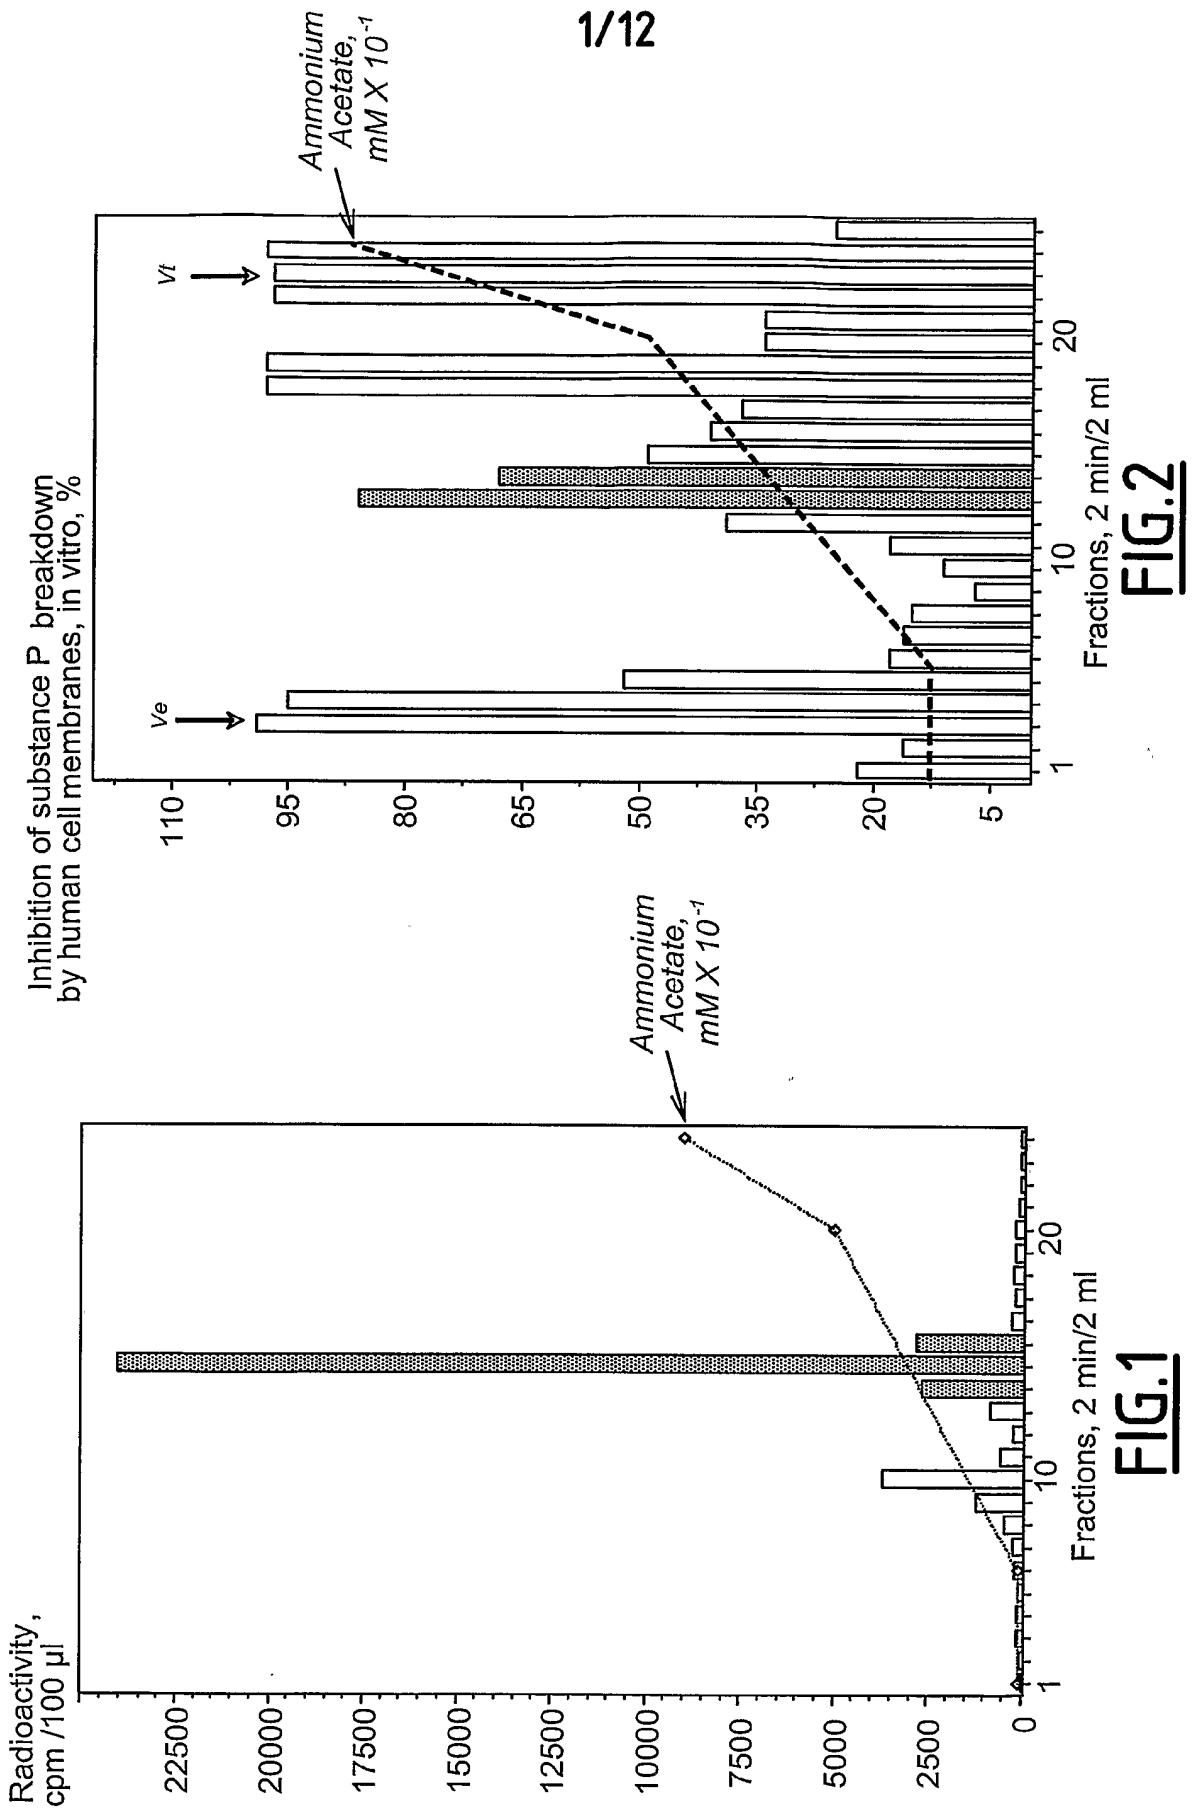 1/12
Radioactivity,
cpm /100 µl
22500
20000
17500
15000
12500
10000
7500
5000
2500
0
1
10
20
Fractions, 2 min/2 ml
Ammonium
Acetate,
mM X 10⁻¹
FIG.1
Inhibition of substance P breakdown
by human cell membranes, in vitro, %
110
95
80
65
50
35
20
5
Ve
Vt
1
10
20
Fractions, 2 min/2 ml
Ammonium
Acetate,
mM X 10⁻¹
FIG.2